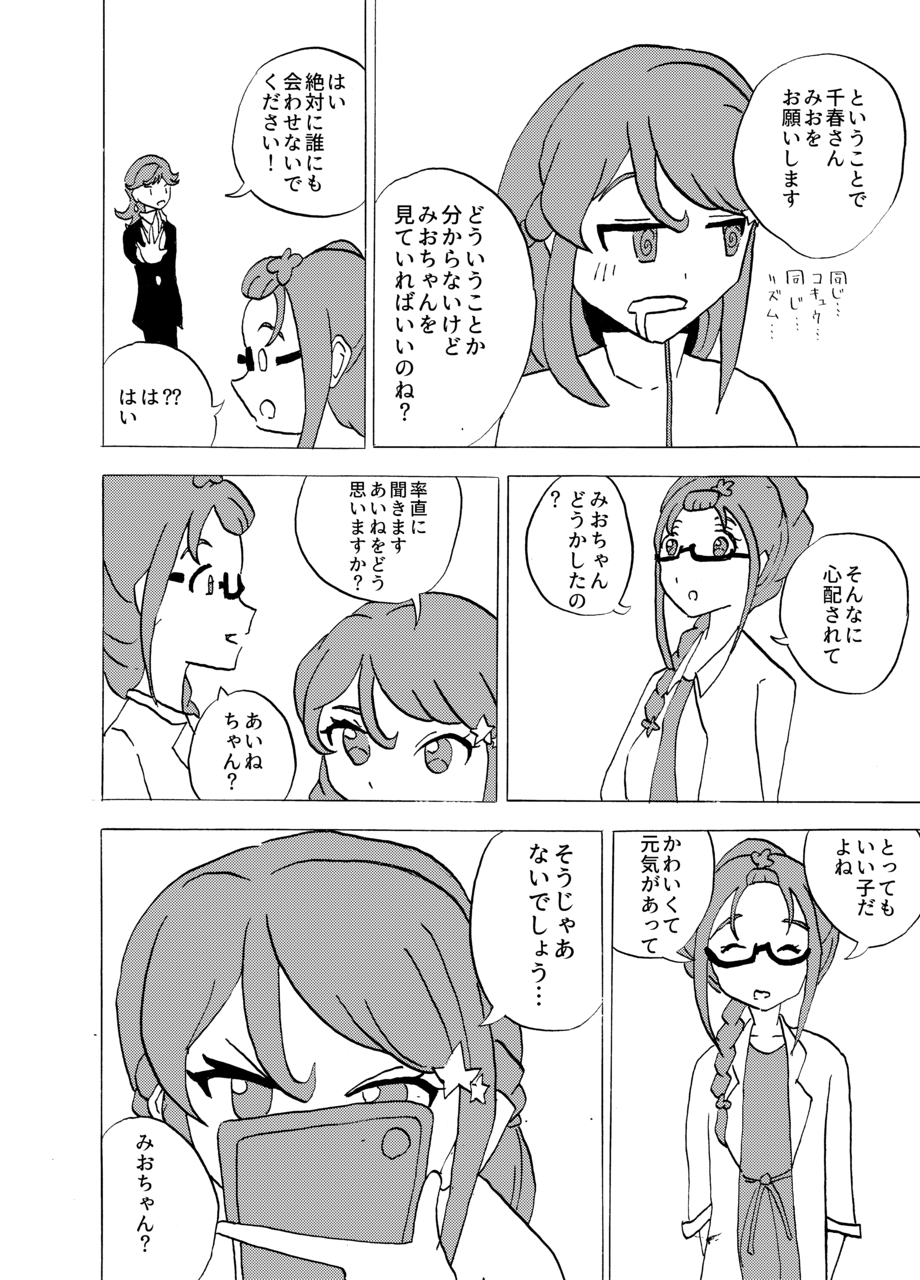 ということで
千春さん
みおを
お願いします
同じ…
コキュウ…
同じ…
リズム…
どういうことか
分からないけど
みおちゃんを
見ていればいいのね？
はい
絶対に誰にも
会わせないで
ください！
は??
はい
そんなに
心配されて
みおちゃん
どうかしたの
？
率直に
聞きます
あいねをどう
思いますか？
あいね
ちゃん？
とっても
いい子だ
よね
かわいくて
元気があって
そうじゃあ
ないでしょう…
みおちゃん？